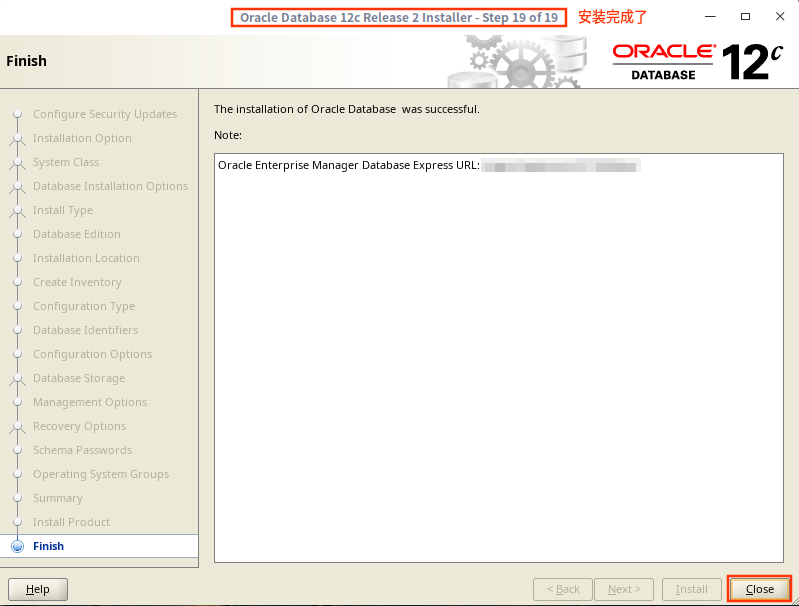 Oracle Database 12c Release 2 Installer - Step 19 of 19
安装完成了
Finish
ORACLE
DATABASE
12c
Configure Security Updates
Installation Option
System Class
Database Installation Options
Install Type
Database Edition
Installation Location
Create Inventory
Configuration Type
Database Identifiers
Configuration Options
Database Storage
Management Options
Recovery Options
Schema Passwords
Operating System Groups
Summary
Install Product
Finish
The installation of Oracle Database was successful.
Note:
Oracle Enterprise Manager Database Express URL:
Help
< Back
Next >
Install
Close